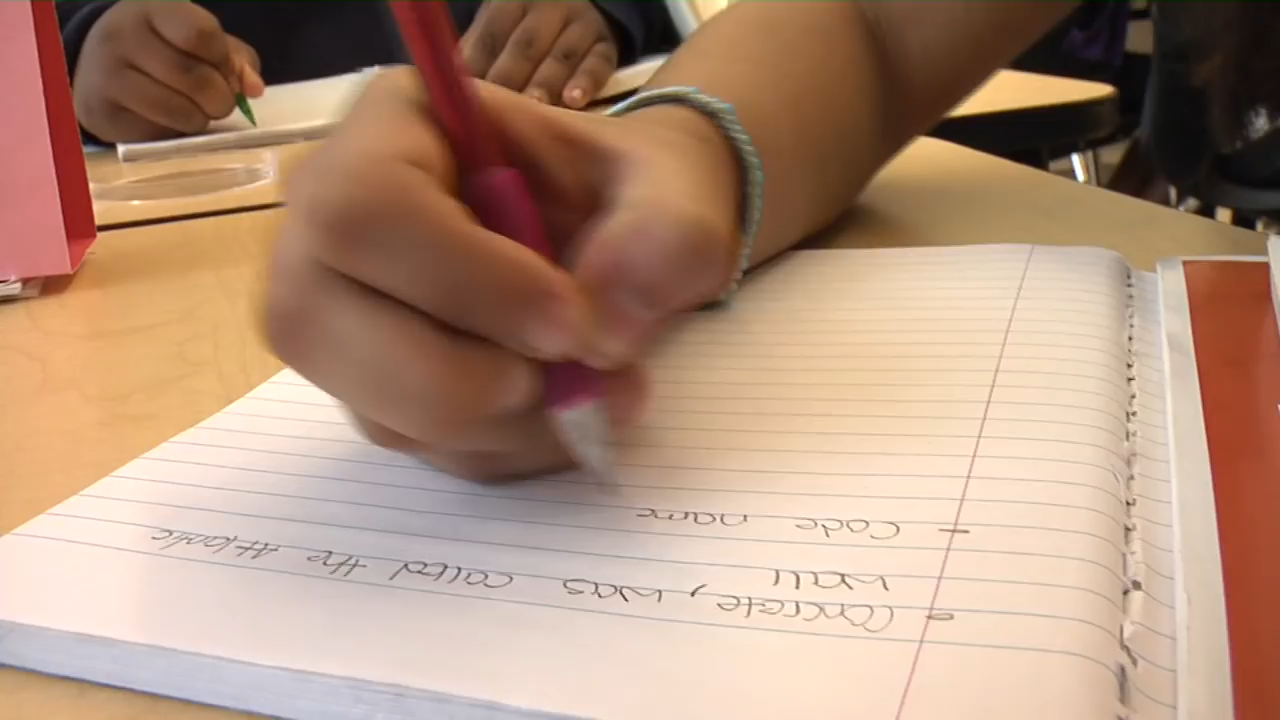 • Concrete, was called the Atlantic
wall
- Code name